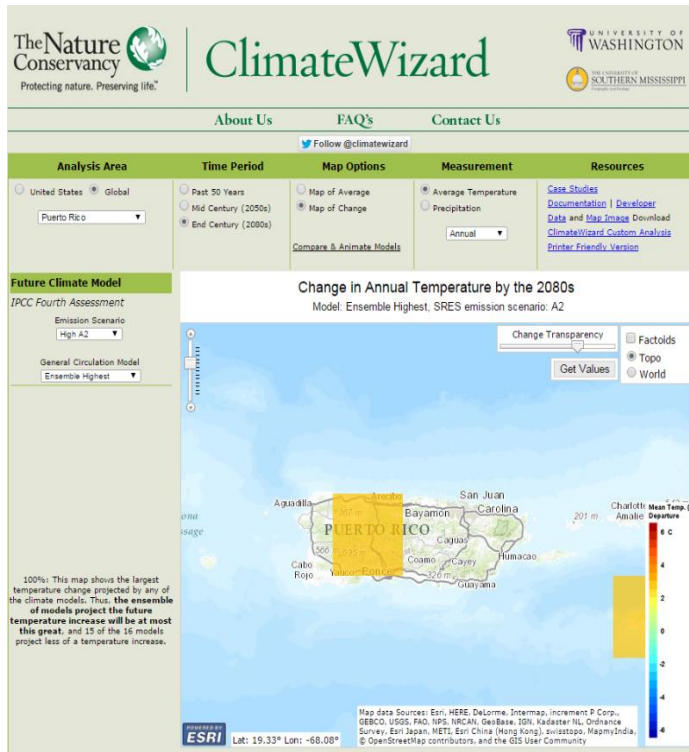 The Nature
Conservancy
Protecting nature. Preserving life.™
ClimateWizard
UNIVERSITY of
WASHINGTON
THE UNIVERSITY OF
SOUTHERN MISSISSIPPI
About Us FAQ's Contact Us
Follow @climatewizard
Analysis Area Time Period Map Options Measurement Resources
United States Global
Puerto Rico
Past 50 Years
Mid Century (2050s)
End Century (2080s)
Map of Average
Map of Change
Compare & Animate Models
Average Temperature
Precipitation
Annual
Case Studies
Documentation | Developer
Data and Map Image Download
ClimateWizard Custom Analysis
Printer Friendly Version
Future Climate Model
IPCC Fourth Assessment
Emission Scenario
High A2
General Circulation Model
Ensemble Highest
100%: This map shows the largest
temperature change projected by any of
the climate models. Thus, the ensemble
of models project the future
temperature increase will be at most
this great, and 15 of the 16 models
project less of a temperature increase.
Change in Annual Temperature by the 2080s
Model: Ensemble Highest, SRES emission scenario: A2
Change Transparency
Get Values
Factoids
Topo
World
Aguadilla
Arecibo
San Juan
Bayamon
Carolina
PUERTO RICO
Caguas
Humacao
Coamo
Cayey
Cabo
Rojo
Yauco
Ponce
326 m
Guayama
566
201 m
Charlotte
Amalie
Mean Temp.
Departure
6 C
4
2
0
-2
-4
-6
POWERED BY
ESRI
Lat: 19.33° Lon: -68.08°
Map data Sources: Esri, HERE, DeLorme, Intermap, increment P Corp.,
GEBCO, USGS, FAO, NPS, NRCAN, GeoBase, IGN, Kadaster NL, Ordnance
Survey, Esri Japan, METI, Esri China (Hong Kong), swisstopo, MapmyIndia,
© OpenStreetMap contributors, and the GIS User Community